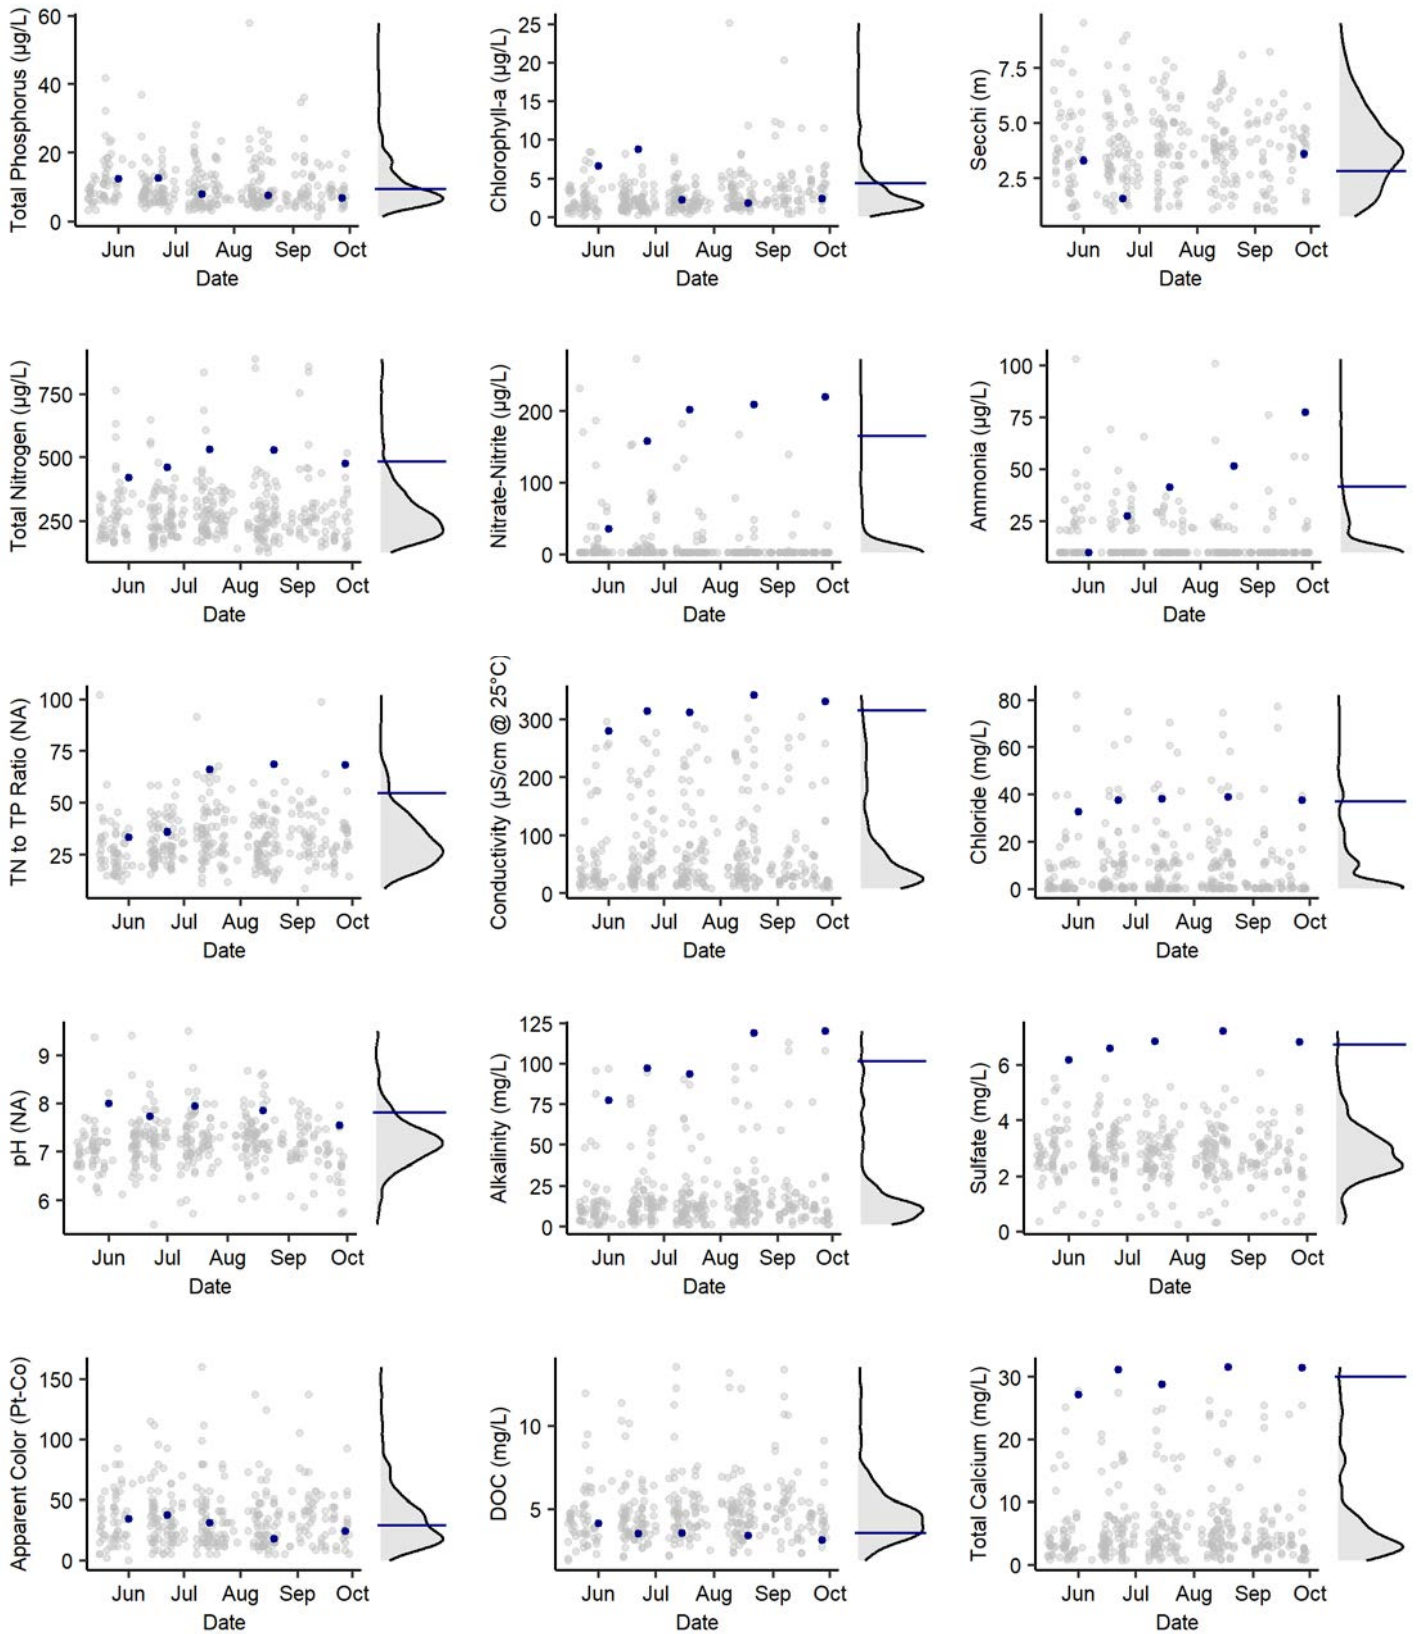 Total Phosphorus (µg/L)
60
40
20
0
Jun Jul Aug Sep Oct
Date
Chlorophyll-a (µg/L)
25
20
15
10
5
0
Jun Jul Aug Sep Oct
Date
Secchi (m)
7.5
5.0
2.5
Jun Jul Aug Sep Oct
Date
Total Nitrogen (µg/L)
750
500
250
Jun Jul Aug Sep Oct
Date
Nitrate-Nitrite (µg/L)
200
100
0
Jun Jul Aug Sep Oct
Date
Ammonia (µg/L)
100
75
50
25
Jun Jul Aug Sep Oct
Date
TN to TP Ratio (NA)
100
75
50
25
Jun Jul Aug Sep Oct
Date
Conductivity (µS/cm @ 25°C)
300
200
100
0
Jun Jul Aug Sep Oct
Date
Chloride (mg/L)
80
60
40
20
0
Jun Jul Aug Sep Oct
Date
pH (NA)
9
8
7
6
Jun Jul Aug Sep Oct
Date
Alkalinity (mg/L)
125
100
75
50
25
0
Jun Jul Aug Sep Oct
Date
Sulfate (mg/L)
6
4
2
0
Jun Jul Aug Sep Oct
Date
Apparent Color (Pt-Co)
150
100
50
0
Jun Jul Aug Sep Oct
Date
DOC (mg/L)
10
5
Jun Jul Aug Sep Oct
Date
Total Calcium (mg/L)
30
20
10
0
Jun Jul Aug Sep Oct
Date